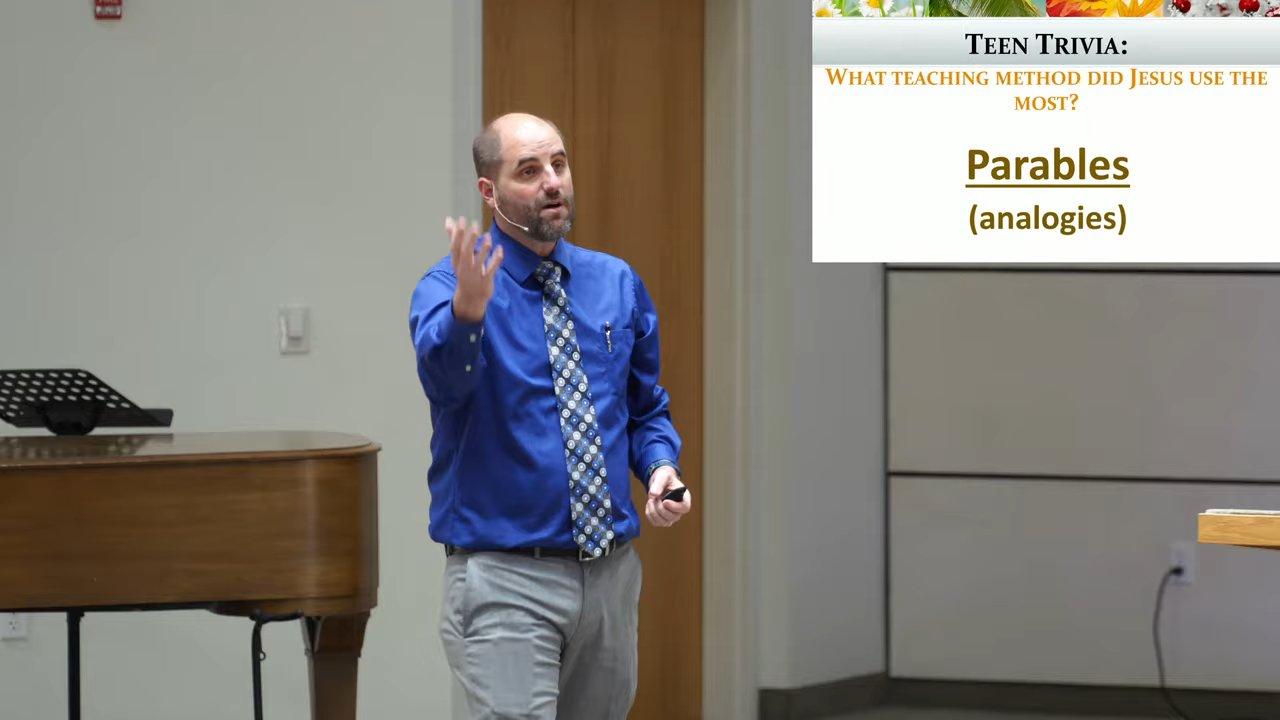 Teen Trivia:
What teaching method did Jesus use the
most?
Parables
(analogies)